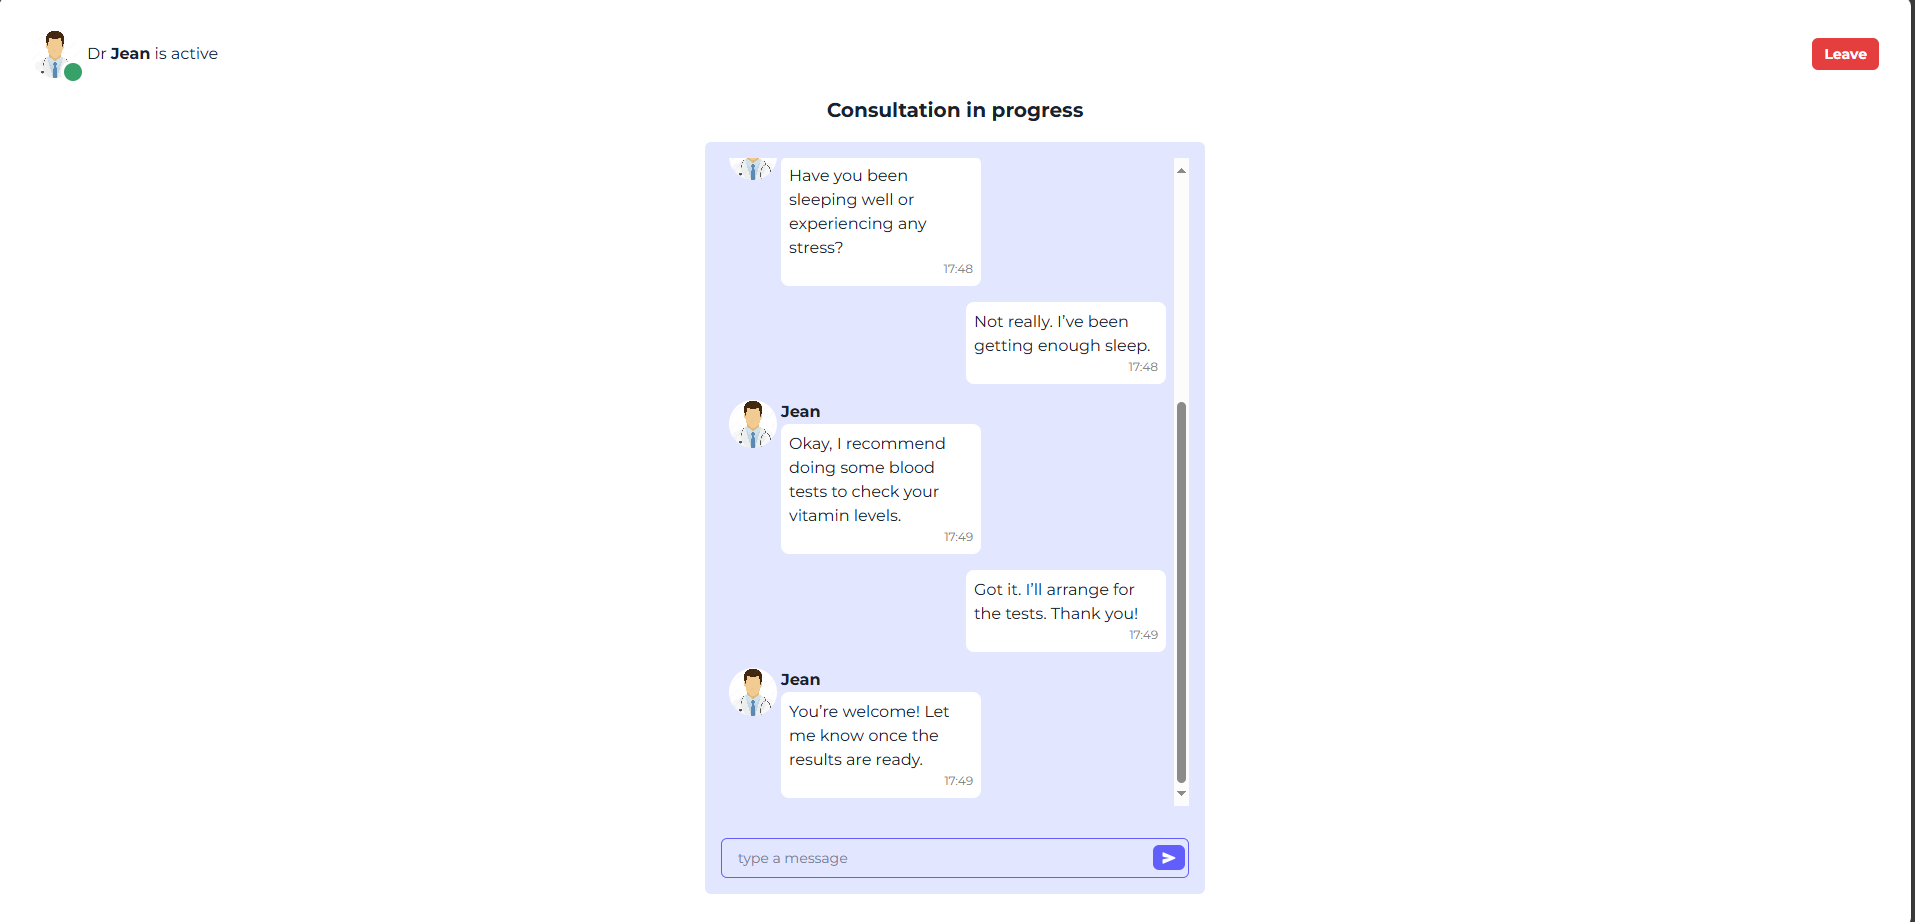 Dr Jean is active
Leave
Consultation in progress
Have you been
sleeping well or
experiencing any
stress?
17:48
Not really. I’ve been
getting enough sleep.
17:48
Jean
Okay, I recommend
doing some blood
tests to check your
vitamin levels.
17:49
Got it. I’ll arrange for
the tests. Thank you!
17:49
Jean
You’re welcome! Let
me know once the
results are ready.
17:49
type a message